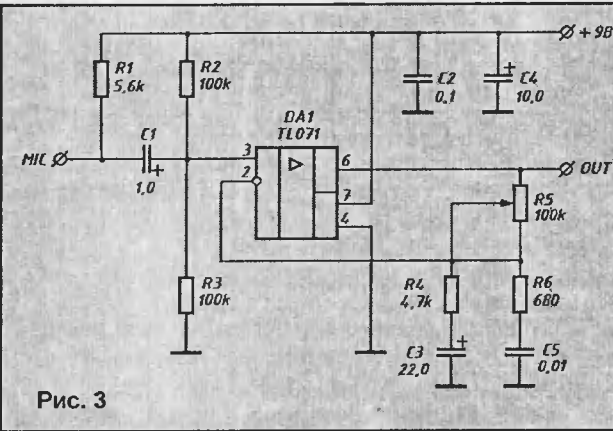 + 9В
R1
5,6k
R2
100k
C2
0,1
C4
10,0
DA1
TL071
C1
MIC
1,0
3
2
6
7
4
OUT
R5
100k
R3
100k
R4
4,7k
R6
680
C3
22,0
C5
0,01
Рис. 3